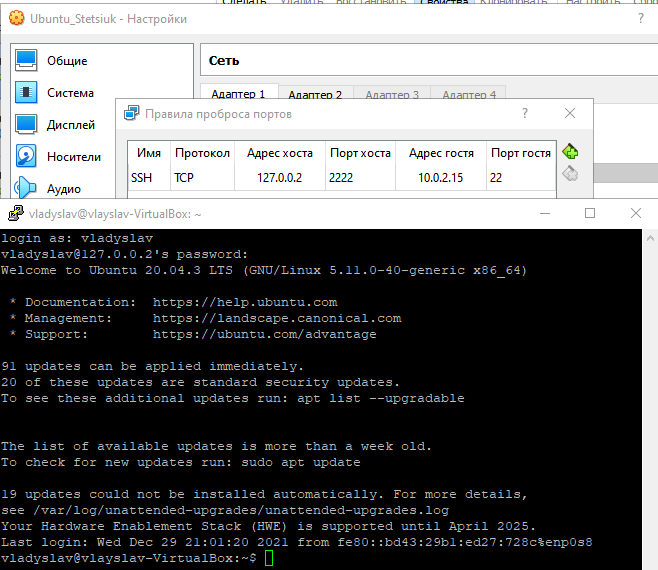 Ubuntu_Stetsiuk - Настройки
Общие
Система
Дисплей
Носители
Аудио
Сеть
Адаптер 1 Адаптер 2 Адаптер 3 Адаптер 4
Правила проброса портов
Имя Протокол Адрес хоста Порт хоста Адрес гостя Порт гостя
SSH TCP 127.0.0.2 2222 10.0.2.15 22
vladyslav@vlayslav-VirtualBox: ~
login as: vladyslav
vladyslav@127.0.0.2's password:
Welcome to Ubuntu 20.04.3 LTS (GNU/Linux 5.11.0-40-generic x86_64)
* Documentation: https://help.ubuntu.com
* Management: https://landscape.canonical.com
* Support: https://ubuntu.com/advantage
91 updates can be applied immediately.
20 of these updates are standard security updates.
To see these additional updates run: apt list --upgradable
The list of available updates is more than a week old.
To check for new updates run: sudo apt update
19 updates could not be installed automatically. For more details,
see /var/log/unattended-upgrades/unattended-upgrades.log
Your Hardware Enablement Stack (HWE) is supported until April 2025.
Last login: Wed Dec 29 21:01:20 2021 from fe80::bd43:29b1:ed27:728c%enp0s8
vladyslav@vlayslav-VirtualBox:~$